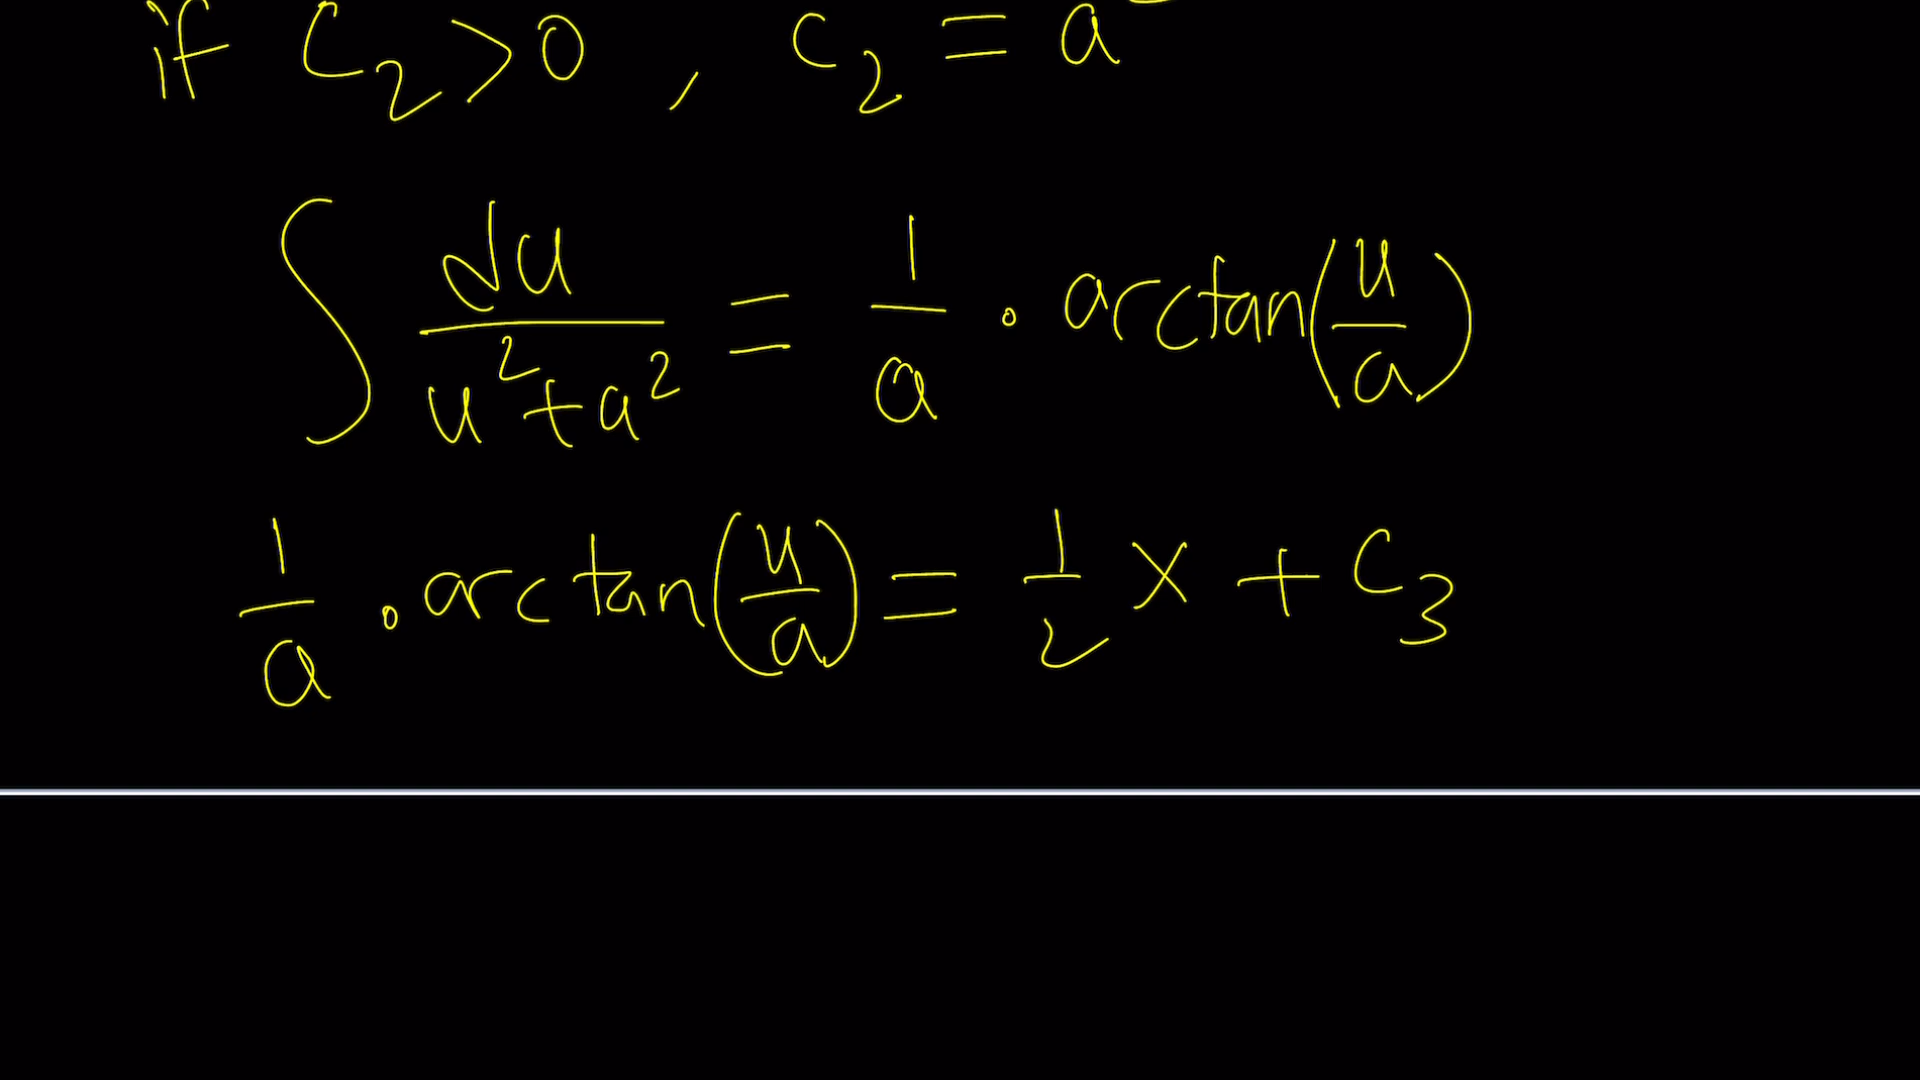 if C₂ > 0 , C₂ = a
∫ du / (u² + a²) = 1/a · arctan(u/a)
1/a · arctan(u/a) = 1/2 x + C₃